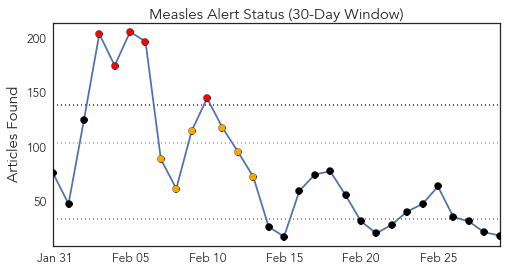 Measles Alert Status (30-Day Window)
Articles Found
200
150
100
50
Jan 31
Feb 05
Feb 10
Feb 15
Feb 20
Feb 25